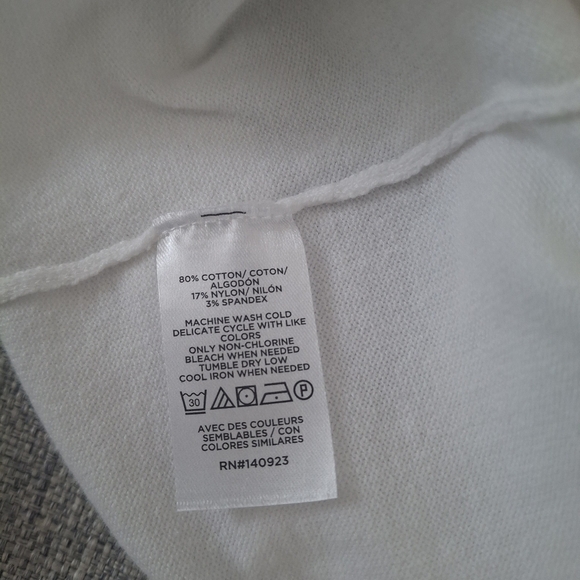 80% COTTON/ COTON/
ALGODÓN
17% NYLON/ NILÓN
3% SPANDEX
MACHINE WASH COLD
DELICATE CYCLE WITH LIKE
COLORS
ONLY NON-CHLORINE
BLEACH WHEN NEEDED
TUMBLE DRY LOW
COOL IRON WHEN NEEDED
30 P
AVEC DES COULEURS
SEMBLABLES / CON
COLORES SIMILARES
RN#140923